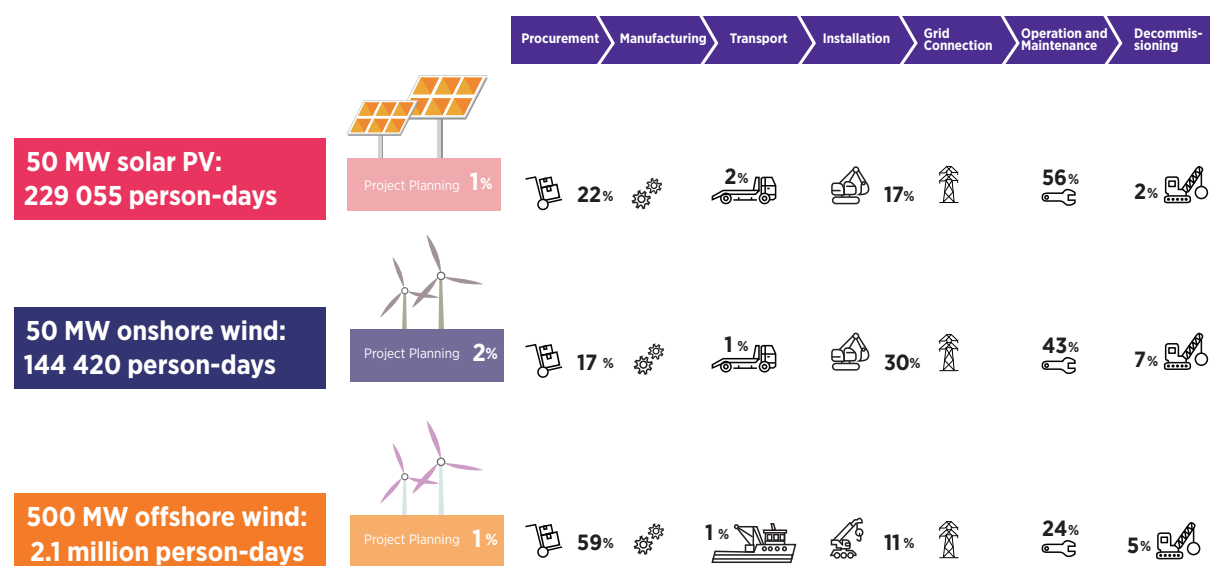 Procurement
Manufacturing
Transport
Installation
Grid
Connection
Operation and
Maintenance
Decommis-
sioning
50 MW solar PV:
229 055 person-days
Project Planning 1%
22%
2%
17%
56%
2%
50 MW onshore wind:
144 420 person-days
Project Planning 2%
17 %
1 %
30%
43%
7%
500 MW offshore wind:
2.1 million person-days
Project Planning 1%
59%
1%
11%
24%
5%